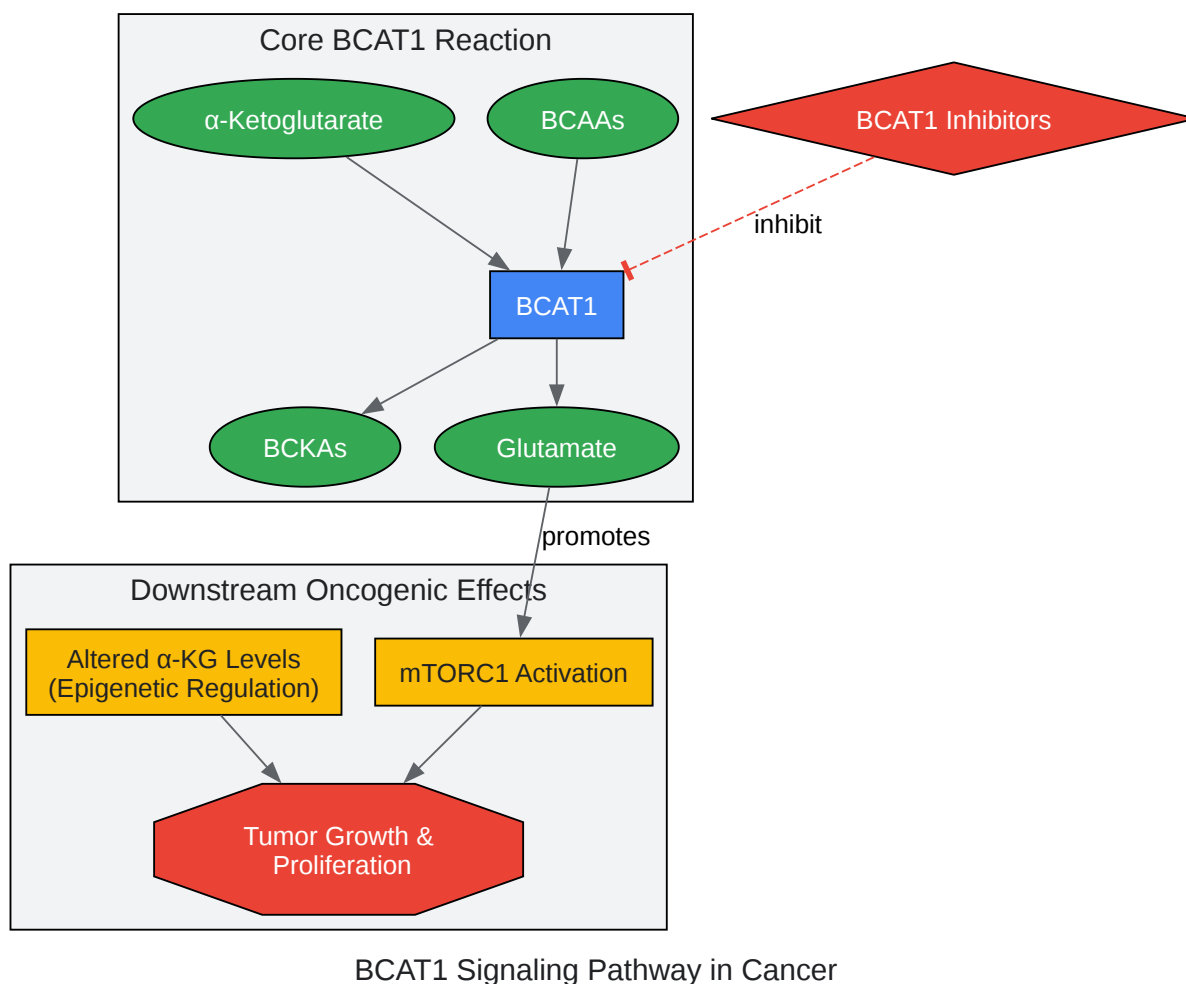 Core BCAT1 Reaction
α-Ketoglutarate
BCAAs
BCAT1 Inhibitors
inhibit
BCAT1
BCKAs
Glutamate
promotes
Downstream Oncogenic Effects
Altered α-KG Levels
(Epigenetic Regulation)
mTORC1 Activation
Tumor Growth &
Proliferation
BCAT1 Signaling Pathway in Cancer